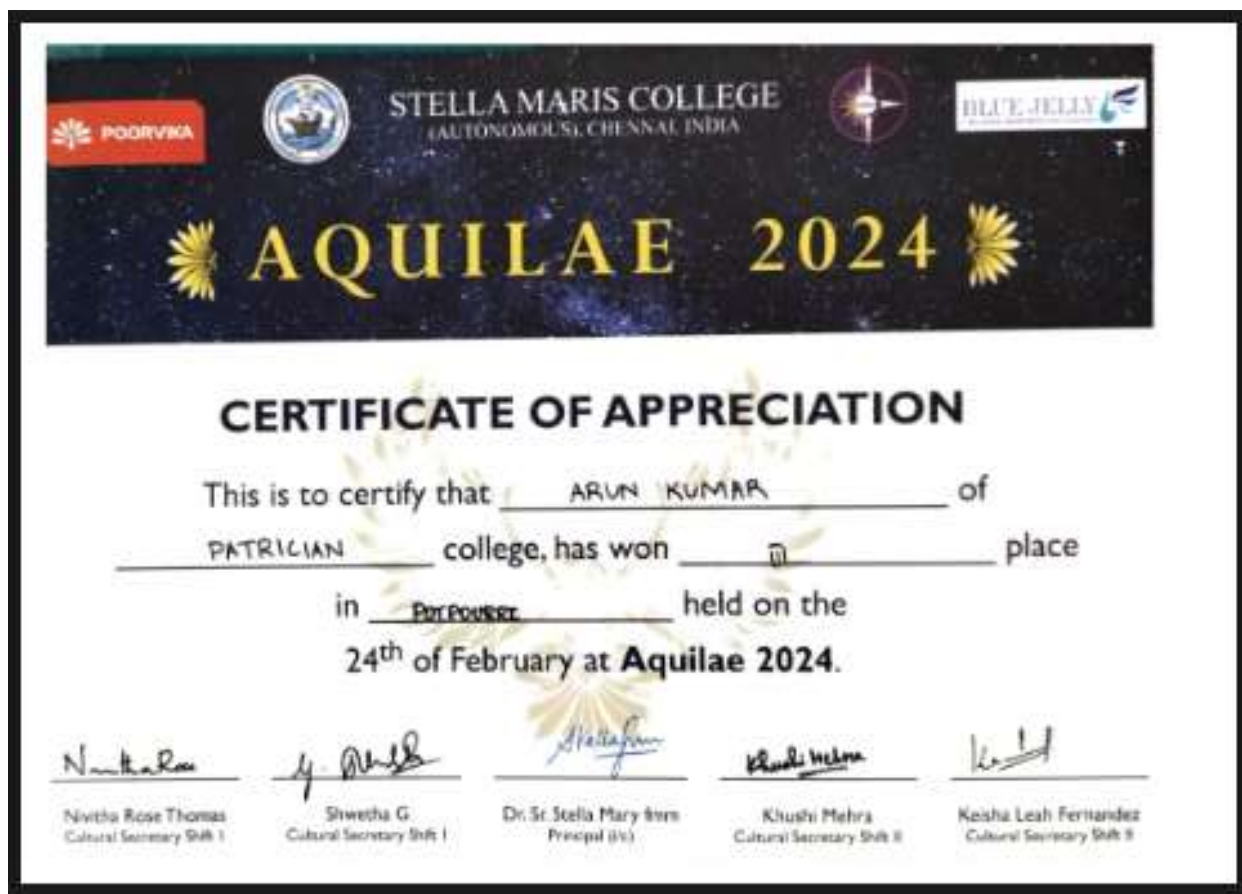 POORVIKA
STELLA MARIS COLLEGE
(AUTONOMOUS), CHENNAI, INDIA
BLUE JELLY
AQUILAE 2024
CERTIFICATE OF APPRECIATION
This is to certify that ARUN KUMAR of
PATRICIAN college, has won III place
in POTPOURRI held on the
24th of February at Aquilae 2024.
Khushi Mehra
Nivitha Rose Thomas Shwetha G Dr. Sr. Stella Mary fmm Khushi Mehra Keisha Leah Fernandez
Cultural Secretary Shift I Cultural Secretary Shift I Principal (i/c) Cultural Secretary Shift II Cultural Secretary Shift II